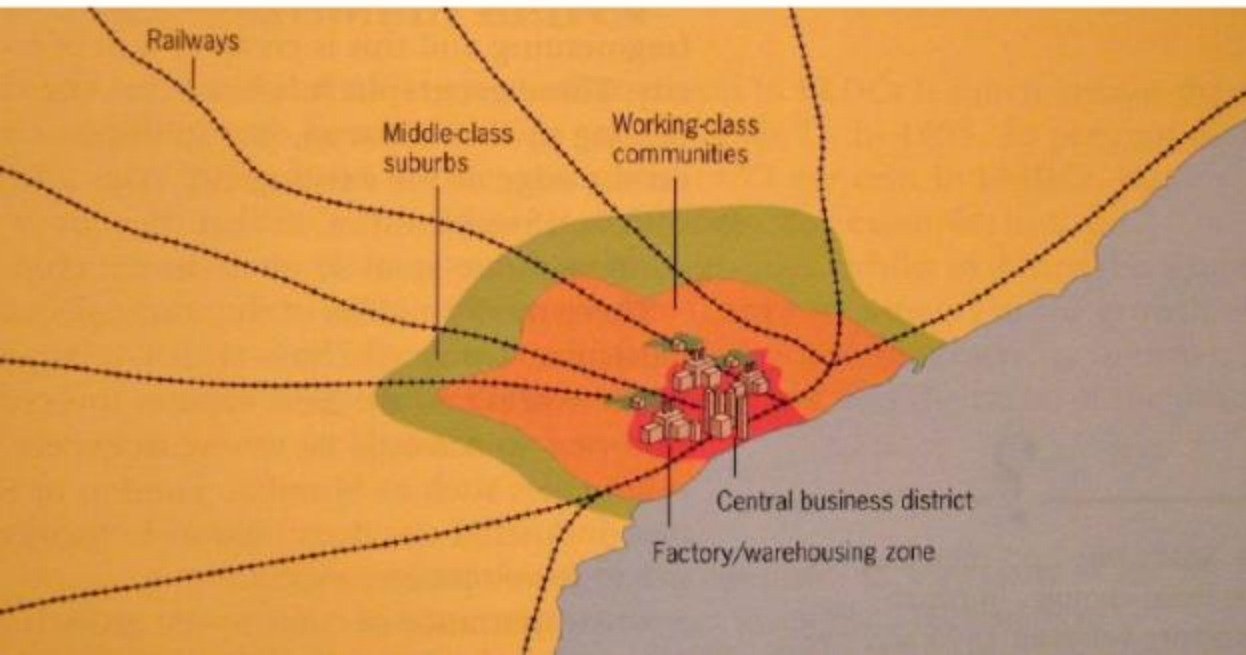 Railways
Middle-class
suburbs
Working-class
communities
Central business district
Factory/warehousing zone